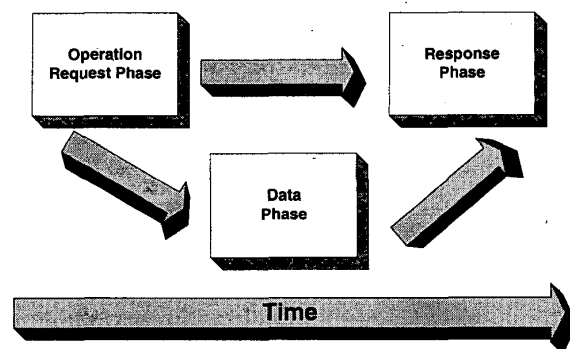 Operation
Request Phase
Response
Phase
Data
Phase
Time